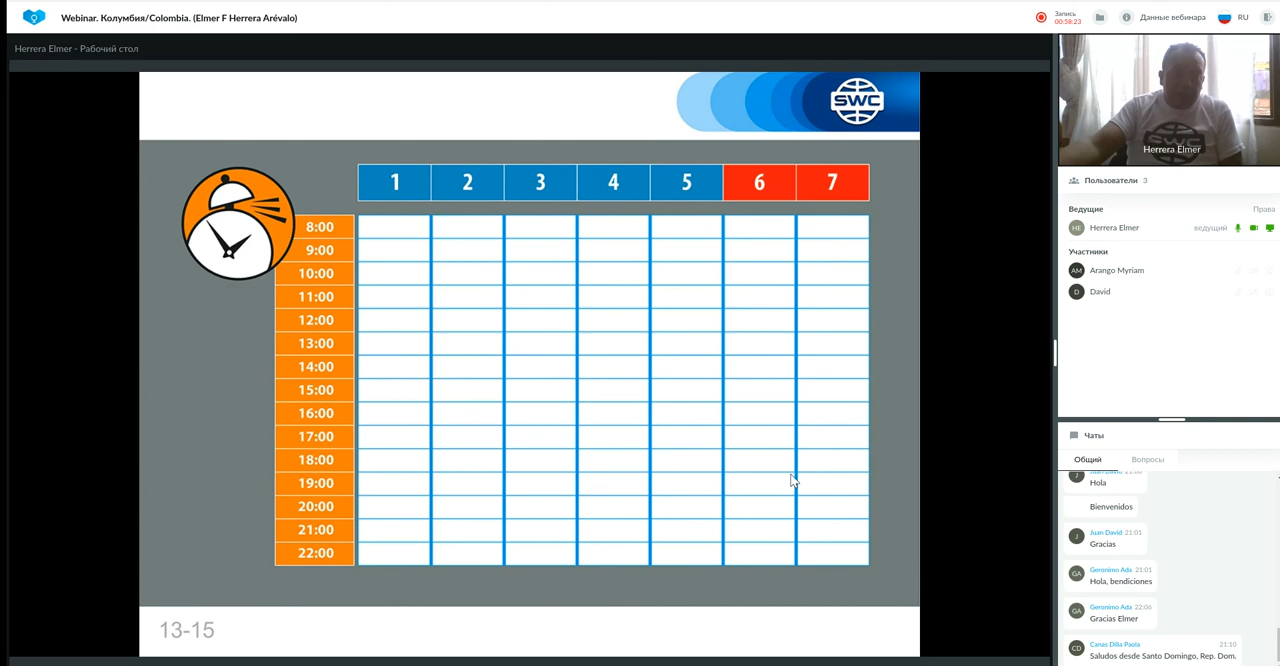 Webinar. Колумбия/Colombia. (Elmer F Herrera Arévalo)
Запись
00:58:23
Данные вебинара
RU
Herrera Elmer - Рабочий стол
SWC
1 2 3 4 5 6 7
8:00
9:00
10:00
11:00
12:00
13:00
14:00
15:00
16:00
17:00
18:00
19:00
20:00
21:00
22:00
13-15
SWC
Herrera Elmer
Пользователи 3
Ведущие Права
HE Herrera Elmer ведущий
Участники
AM Arango Myriam
D David
Чаты
Общий Вопросы
J
Hola
Bienvenidos
J Juan David 21:01
Gracias
GA Geronimo Ada 21:01
Hola, bendiciones
GA Geronimo Ada 22:06
Gracias Elmer
CD Canas Dilia Paola 21:10
Saludos desde Santo Domingo, Rep. Dom.